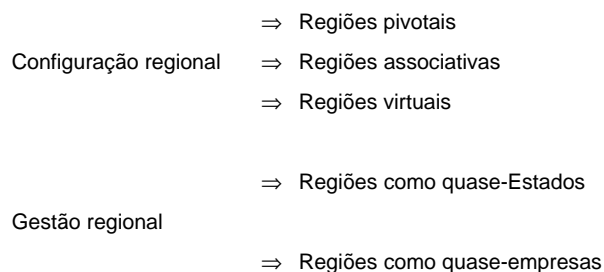 ⇒ Regiões pivotais
Configuração regional ⇒ Regiões associativas
⇒ Regiões virtuais
⇒ Regiões como quase-Estados
Gestão regional
⇒ Regiões como quase-empresas